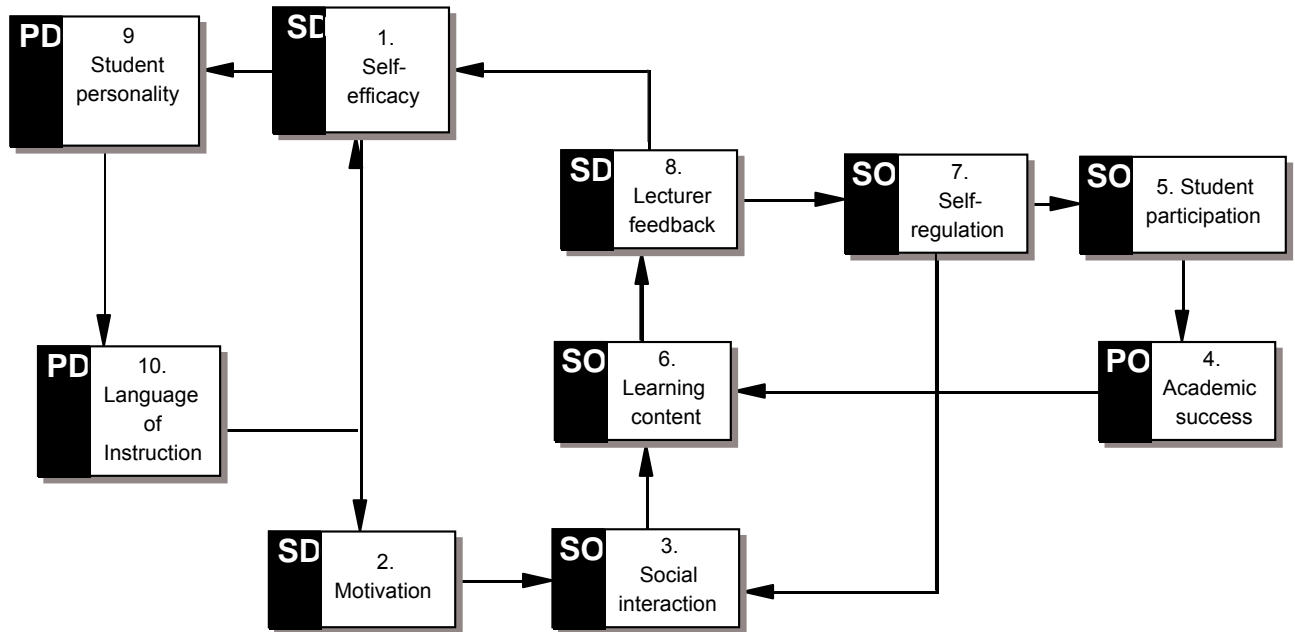 PD
9
Student
personality
SD
1.
Self-
efficacy
SD
8.
Lecturer
feedback
SO
7.
Self-
regulation
SO
5. Student
participation
PD
10.
Language
of
Instruction
SO
6.
Learning
content
PO
4.
Academic
success
SD
2.
Motivation
SO
3.
Social
interaction